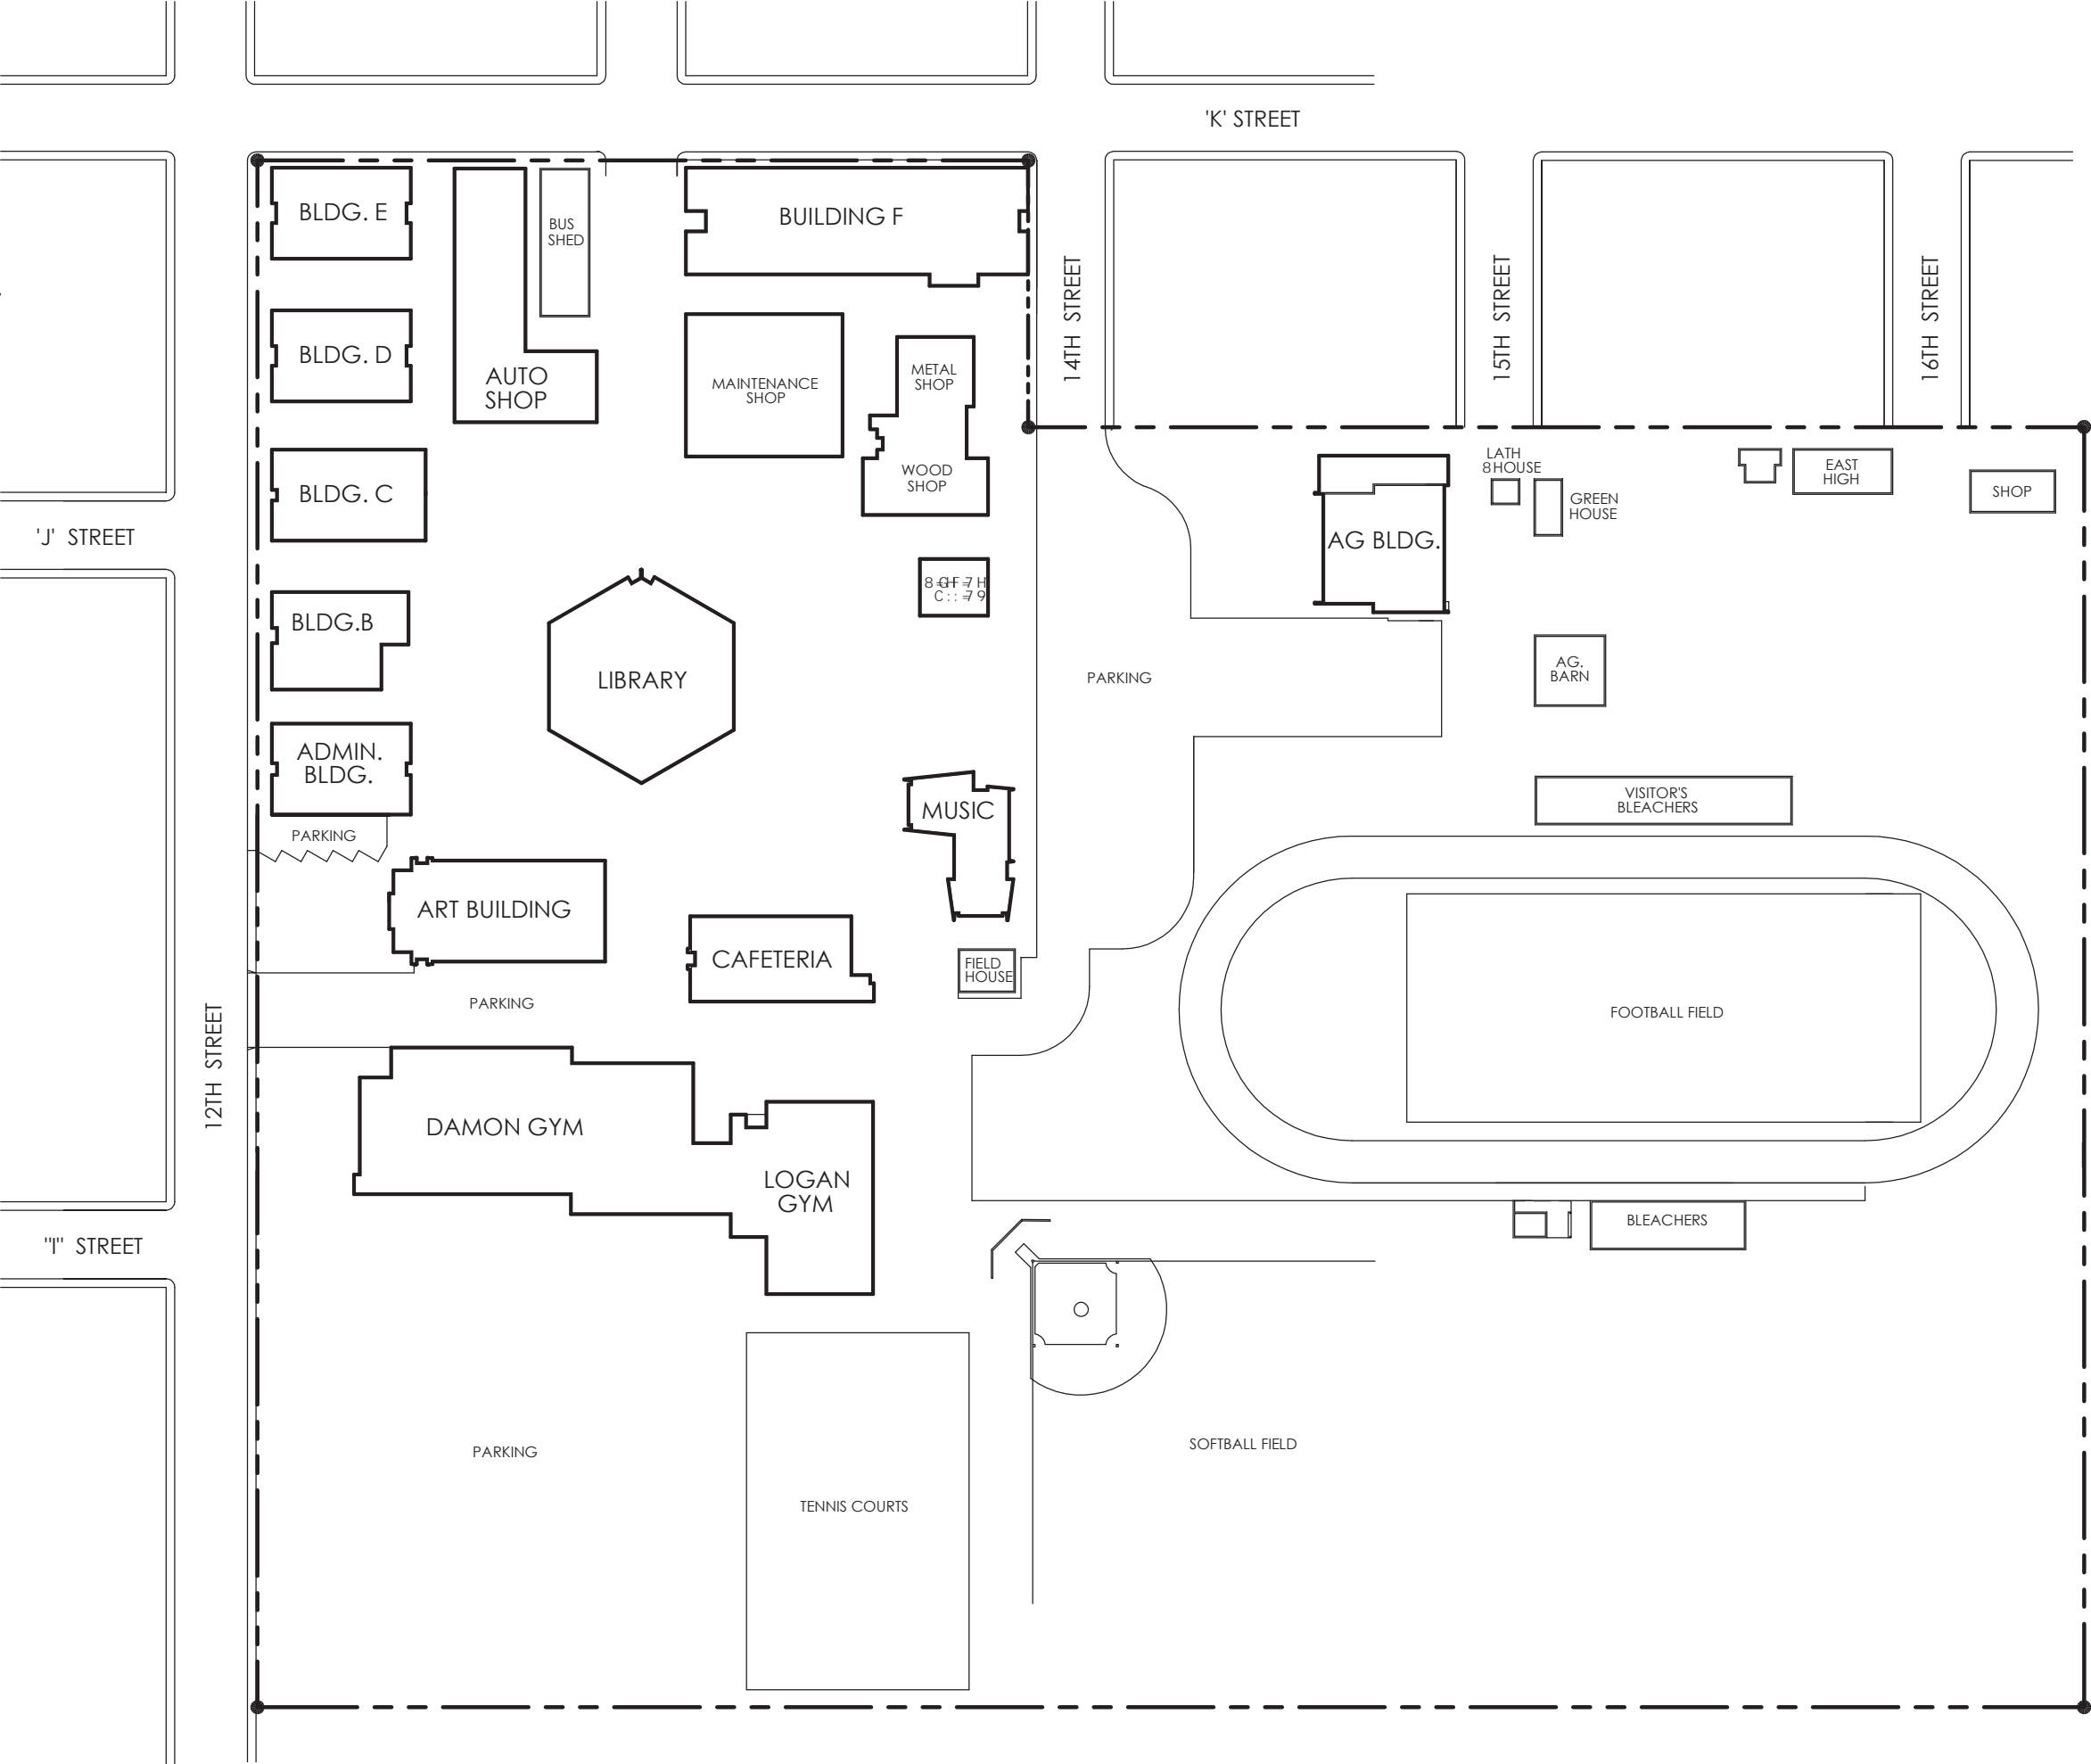 'K' STREET
BLDG. E
BUS
SHED
BUILDING F
14TH STREET
15TH STREET
16TH STREET
BLDG. D
AUTO
SHOP
MAINTENANCE
SHOP
METAL
SHOP
WOOD
SHOP
BLDG. C
'J' STREET
LATH
8HOUSE
GREEN
HOUSE
EAST
HIGH
SHOP
AG BLDG.
BLDG.B
LIBRARY
PARKING
AG.
BARN
ADMIN.
BLDG.
PARKING
MUSIC
VISITOR'S
BLEACHERS
ART BUILDING
CAFETERIA
FIELD
HOUSE
PARKING
FOOTBALL FIELD
12TH STREET
DAMON GYM
LOGAN
GYM
"I" STREET
BLEACHERS
PARKING
SOFTBALL FIELD
TENNIS COURTS